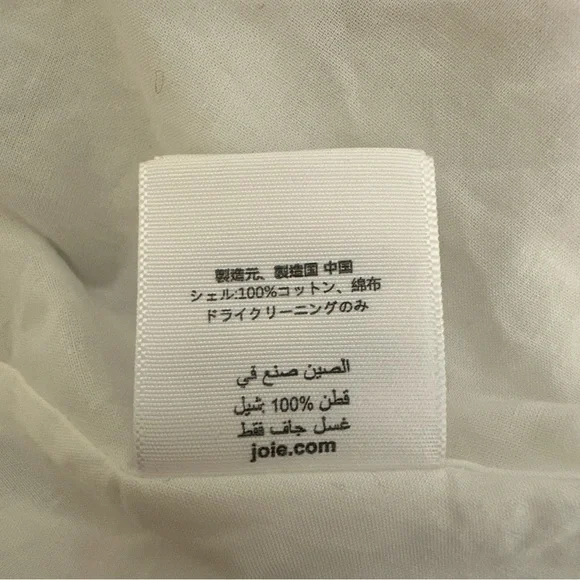 製造元、製造国 中国
シェル:100%コットン、綿布
ドライクリーニングのみ
الصين صنع في
قطن 100% بثيل
غسل جاف فقط
joie.com